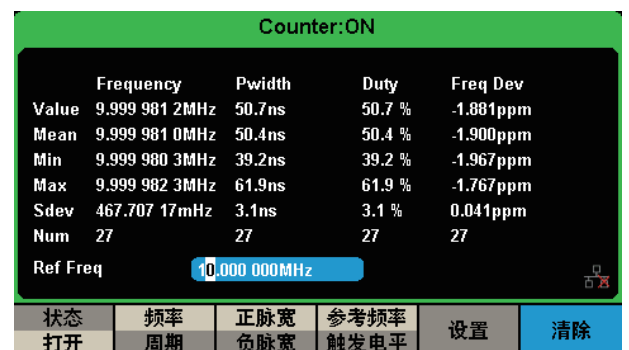 Counter:ON
Frequency Pwidth Duty Freq Dev
Value 9.999 981 2MHz 50.7ns 50.7 % -1.881ppm
Mean 9.999 981 0MHz 50.4ns 50.4 % -1.900ppm
Min 9.999 980 3MHz 39.2ns 39.2 % -1.967ppm
Max 9.999 982 3MHz 61.9ns 61.9 % -1.767ppm
Sdev 467.707 17mHz 3.1ns 3.1 % 0.041ppm
Num 27 27 27 27
Ref Freq 10.000 000MHz
状态 频率 正脉宽 参考频率 设置 清除
打开 周期 负脉宽 触发电平